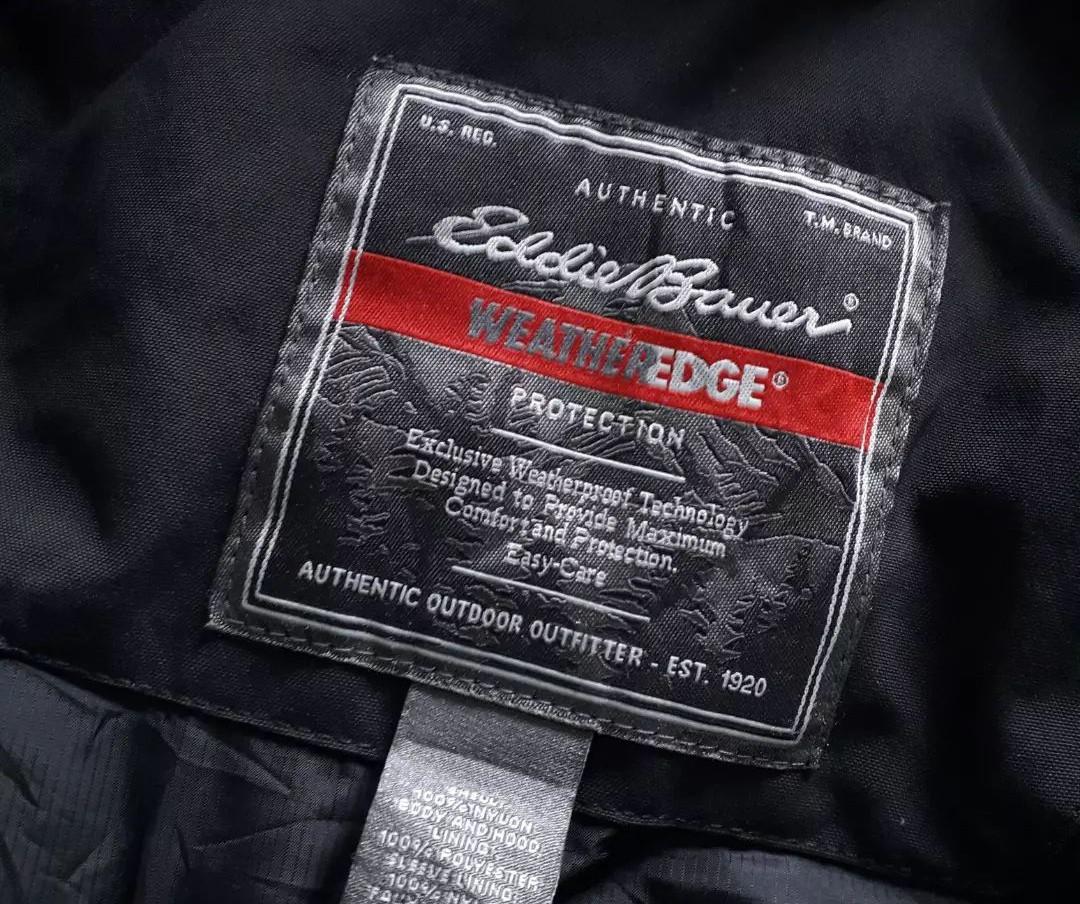 U.S. REG.
AUTHENTIC
T.M. BRAND
Eddie Bauer®
WEATHEREDGE®
PROTECTION
Exclusive Weatherproof Technology
Designed to Provide Maximum
Comfort and Protection.
Easy-Care
AUTHENTIC OUTDOOR OUTFITTER - EST. 1920
SHELL:
100% NYLON
BODY AND HOOD
LINING:
100% POLYESTER
SLEEVE LINING:
100% NY